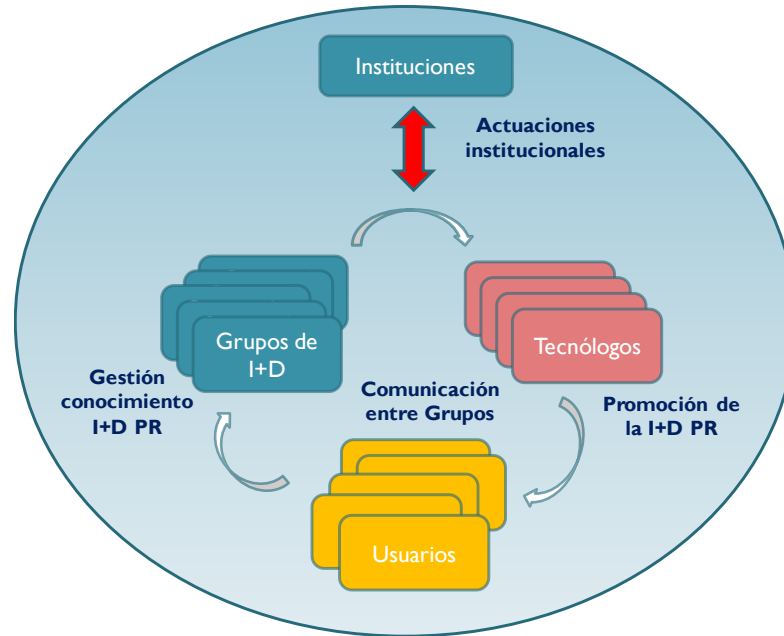 Instituciones
Actuaciones
institucionales
Grupos de
I+D
Tecnólogos
Gestión
conocimiento
I+D PR
Comunicación
entre Grupos
Promoción de
la I+D PR
Usuarios